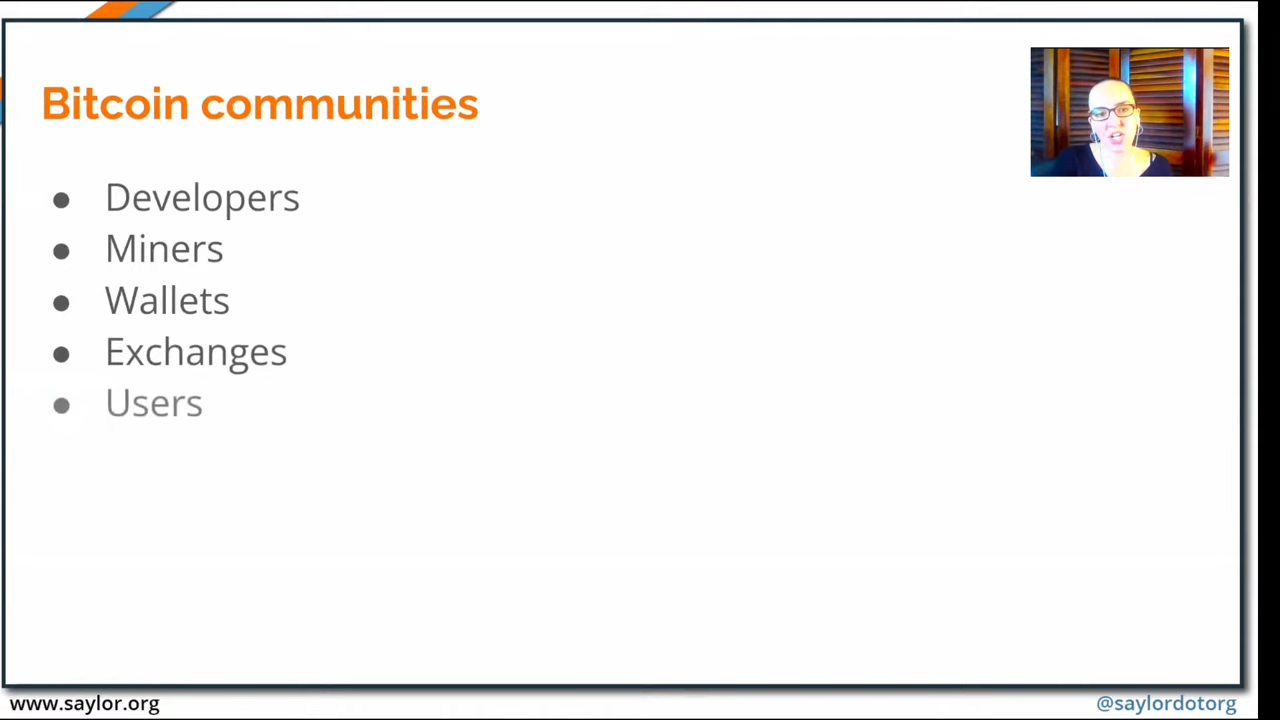 Bitcoin communities
● Developers
● Miners
● Wallets
● Exchanges
● Users
www.saylor.org
@saylordotorg